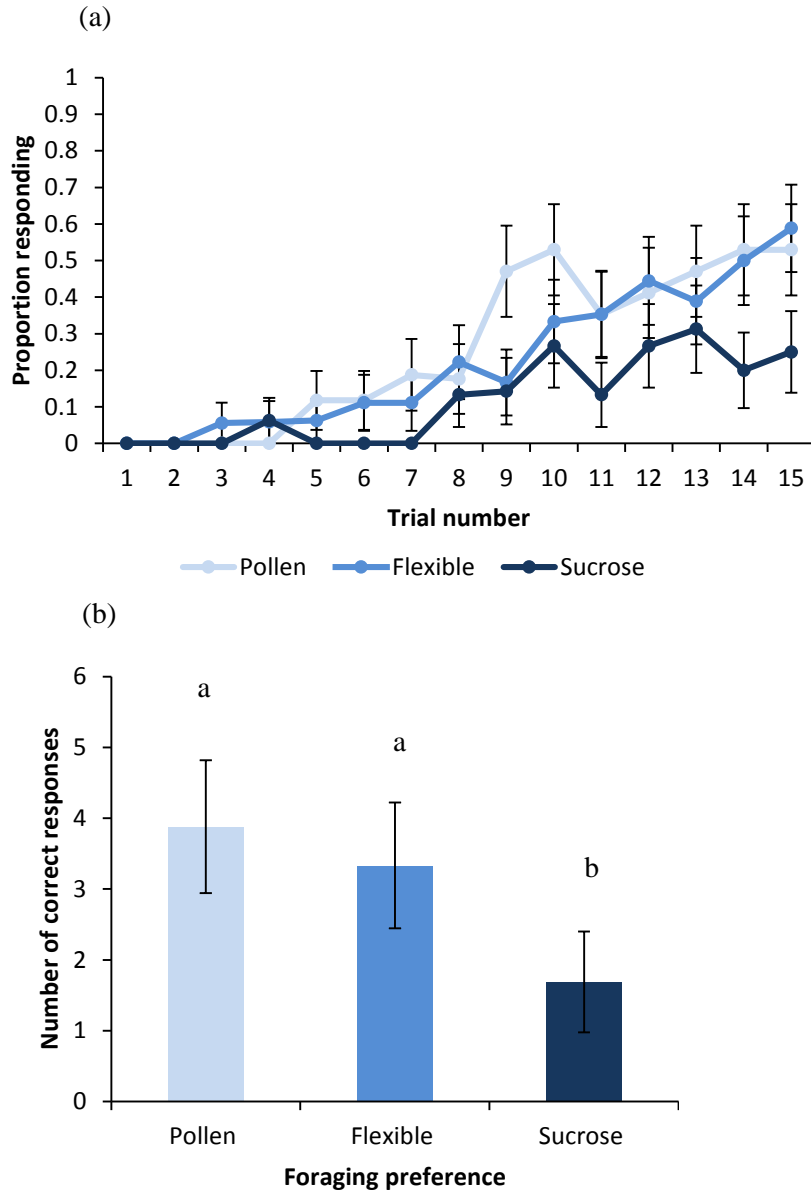 (a)
1
0.9
0.8
0.7
0.6
0.5
0.4
0.3
0.2
0.1
0
Proportion responding
1 2 3 4 5 6 7 8 9 10 11 12 13 14 15
Trial number
Pollen Flexible Sucrose
(b)
6
5
4
3
2
1
0
Number of correct responses
a
a
b
Pollen Flexible Sucrose
Foraging preference